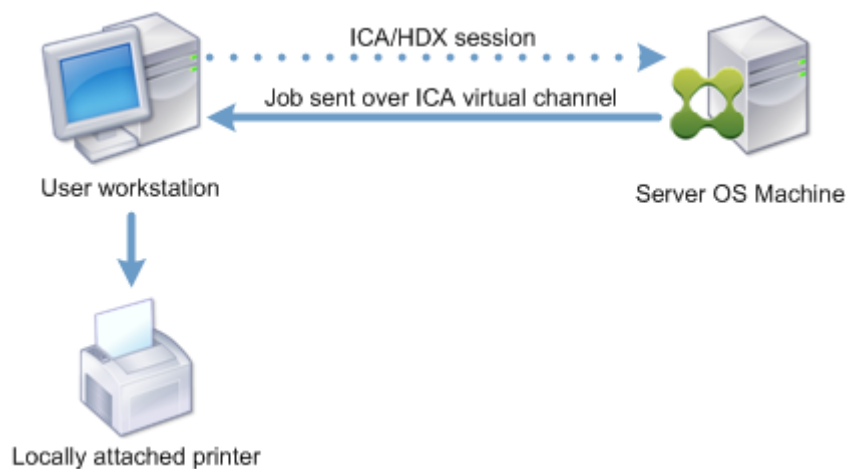 ICA/HDX session
Job sent over ICA virtual channel
User workstation
Server OS Machine
Locally attached printer